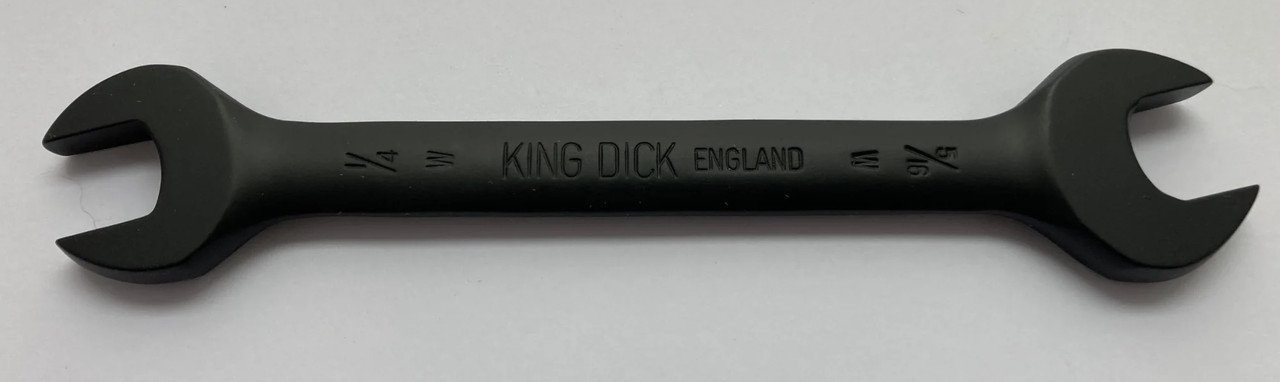 1/4 W KING DICK ENGLAND W 5/16